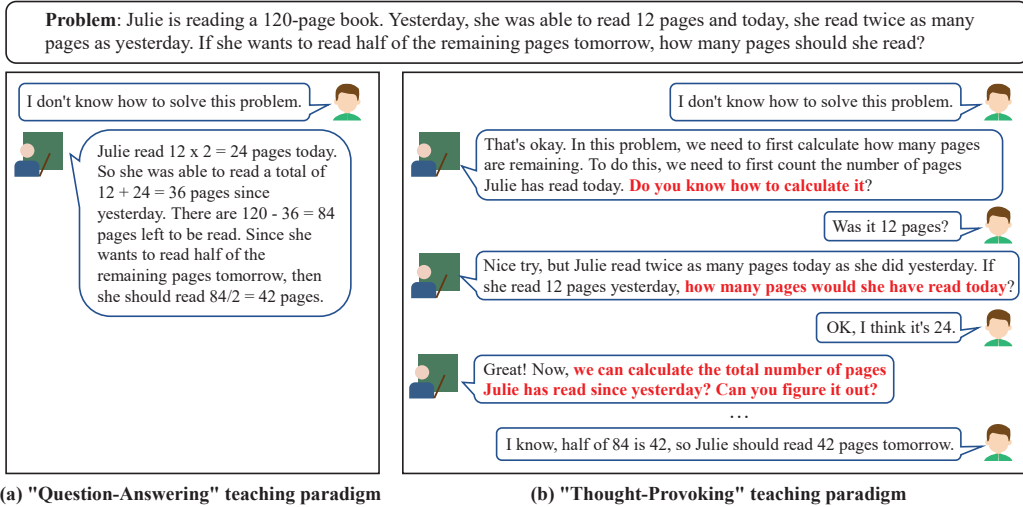 Problem: Julie is reading a 120-page book. Yesterday, she was able to read 12 pages and today, she read twice as many
pages as yesterday. If she wants to read half of the remaining pages tomorrow, how many pages should she read?
I don't know how to solve this problem.
Julie read 12 x 2 = 24 pages today.
So she was able to read a total of
12 + 24 = 36 pages since
yesterday. There are 120 - 36 = 84
pages left to be read. Since she
wants to read half of the
remaining pages tomorrow, then
she should read 84/2 = 42 pages.
(a) "Question-Answering" teaching paradigm
I don't know how to solve this problem.
That's okay. In this problem, we need to first calculate how many pages
are remaining. To do this, we need to first count the number of pages
Julie has read today. Do you know how to calculate it?
Was it 12 pages?
Nice try, but Julie read twice as many pages today as she did yesterday. If
she read 12 pages yesterday, how many pages would she have read today?
OK, I think it's 24.
Great! Now, we can calculate the total number of pages
Julie has read since yesterday? Can you figure it out?
...
I know, half of 84 is 42, so Julie should read 42 pages tomorrow.
(b) "Thought-Provoking" teaching paradigm